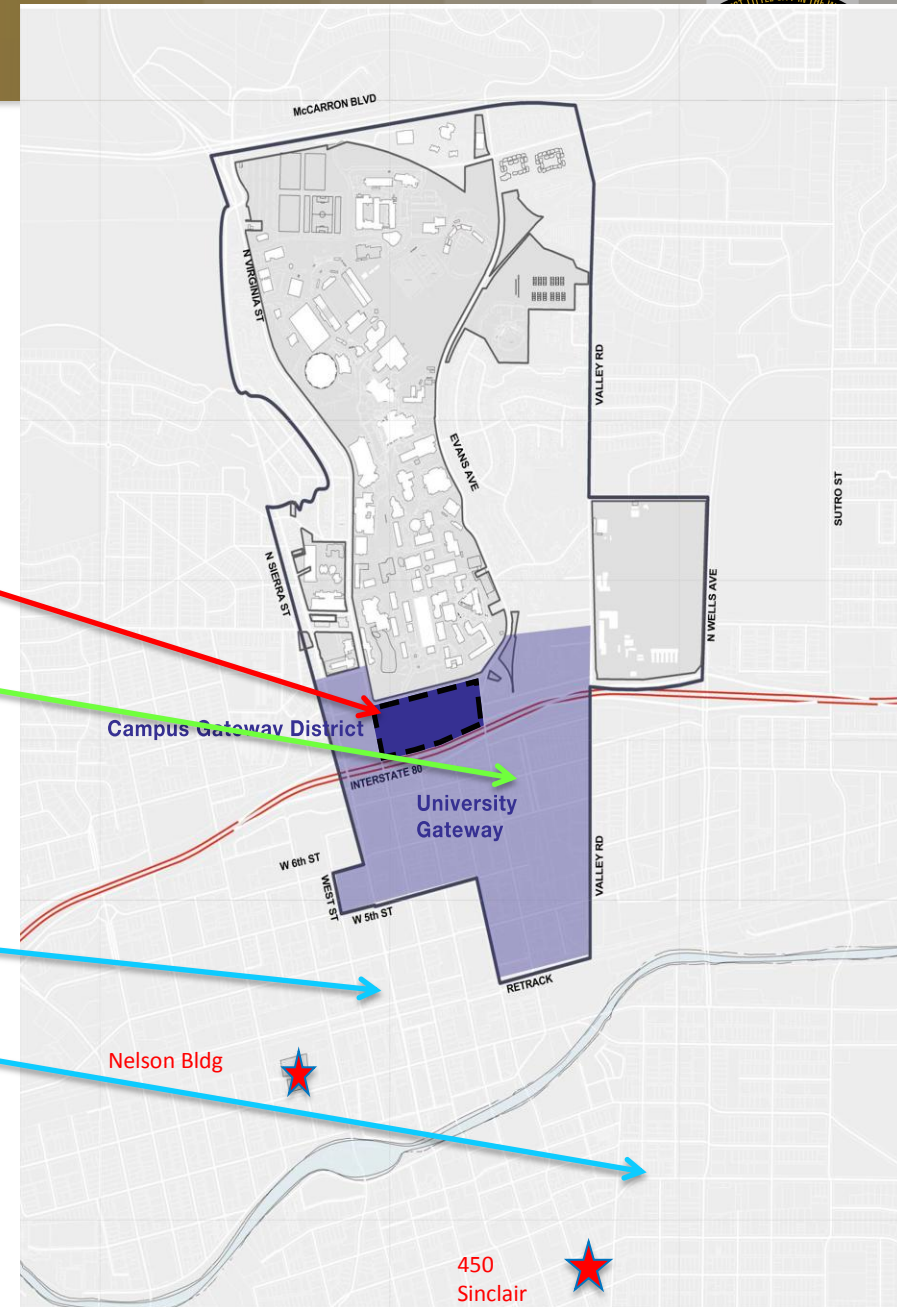 McCARRON BLVD
N VIRGINIA ST
VALLEY RD
EVANS AVE
SUTRO ST
N SIERRA ST
N WELLS AVE
Campus Gateway District
INTERSTATE 80
University
Gateway
VALLEY RD
W 6th ST
WEST ST
W 5th ST
RETRACK
Nelson Bldg
450
Sinclair